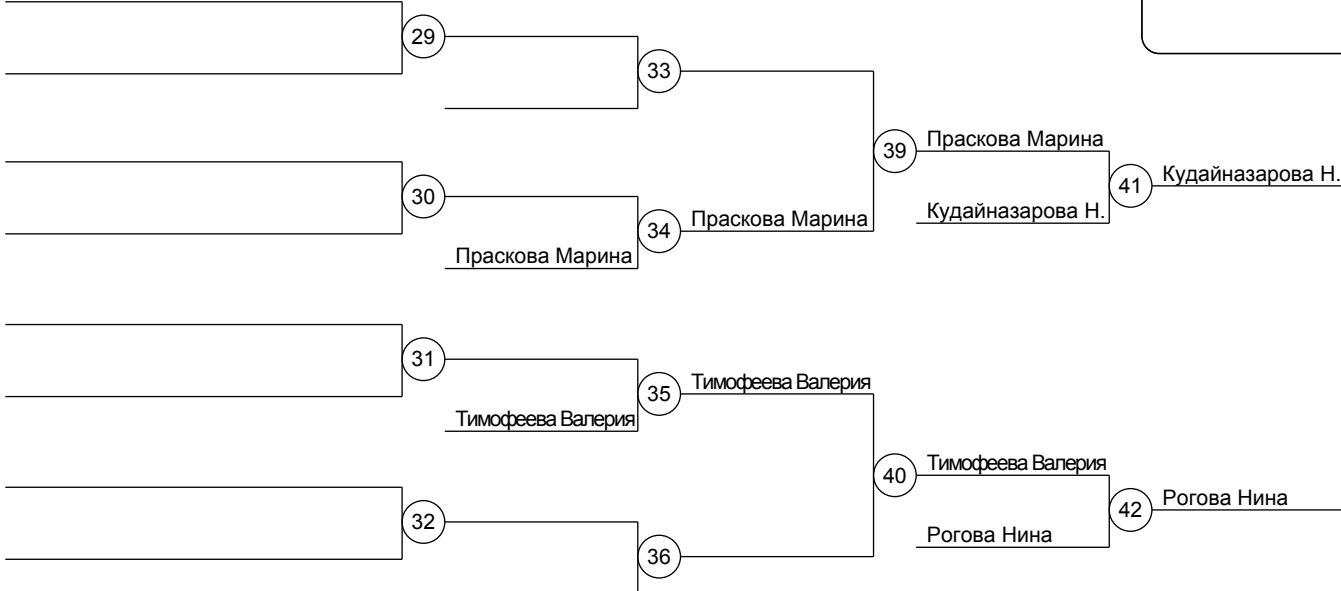 29
33
39
Праскова Марина
41
Кудайназарова Н.
30
Кудайназарова Н.
34
Праскова Марина
Праскова Марина
31
35
Тимофеева Валерия
Тимофеева Валерия
40
Тимофеева Валерия
42
Рогова Нина
32
Рогова Нина
36